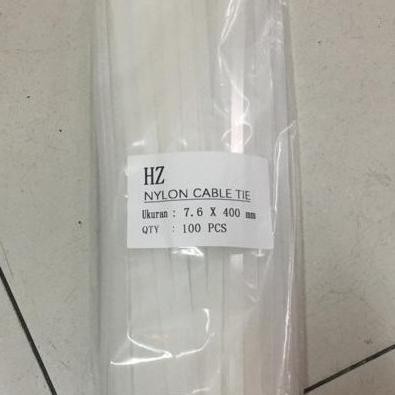 HZ
NYLON CABLE TIE
Ukuran : 7.6 X 400 mm
QTY : 100 PCS